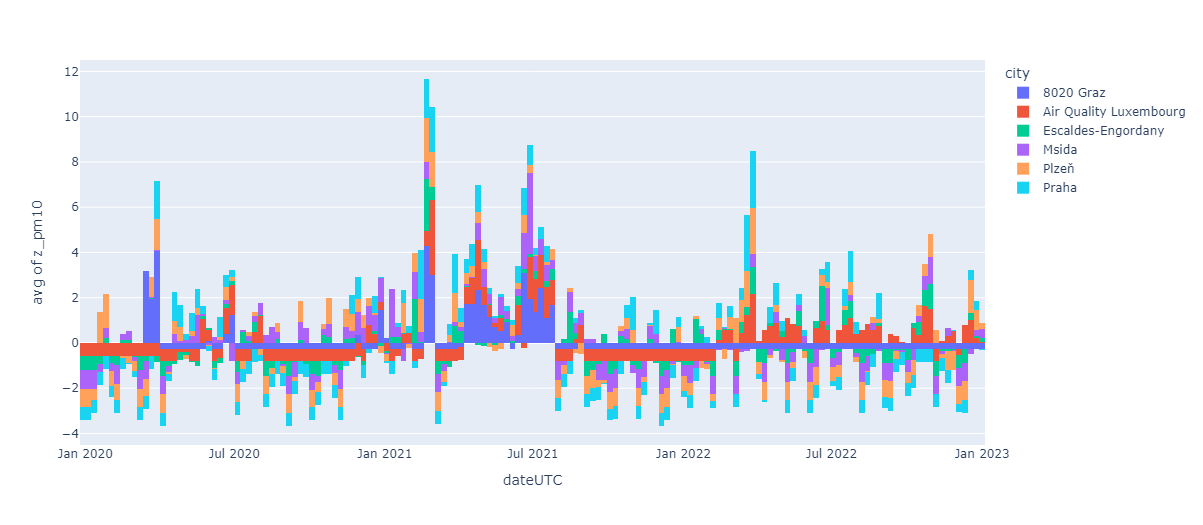 city
8020 Graz
Air Quality Luxembourg
Escaldes-Engordany
Msida
Plzeň
Praha
avg of z_pm10
12
10
8
6
4
2
0
−2
−4
Jan 2020 Jul 2020 Jan 2021 Jul 2021 Jan 2022 Jul 2022 Jan 2023
dateUTC